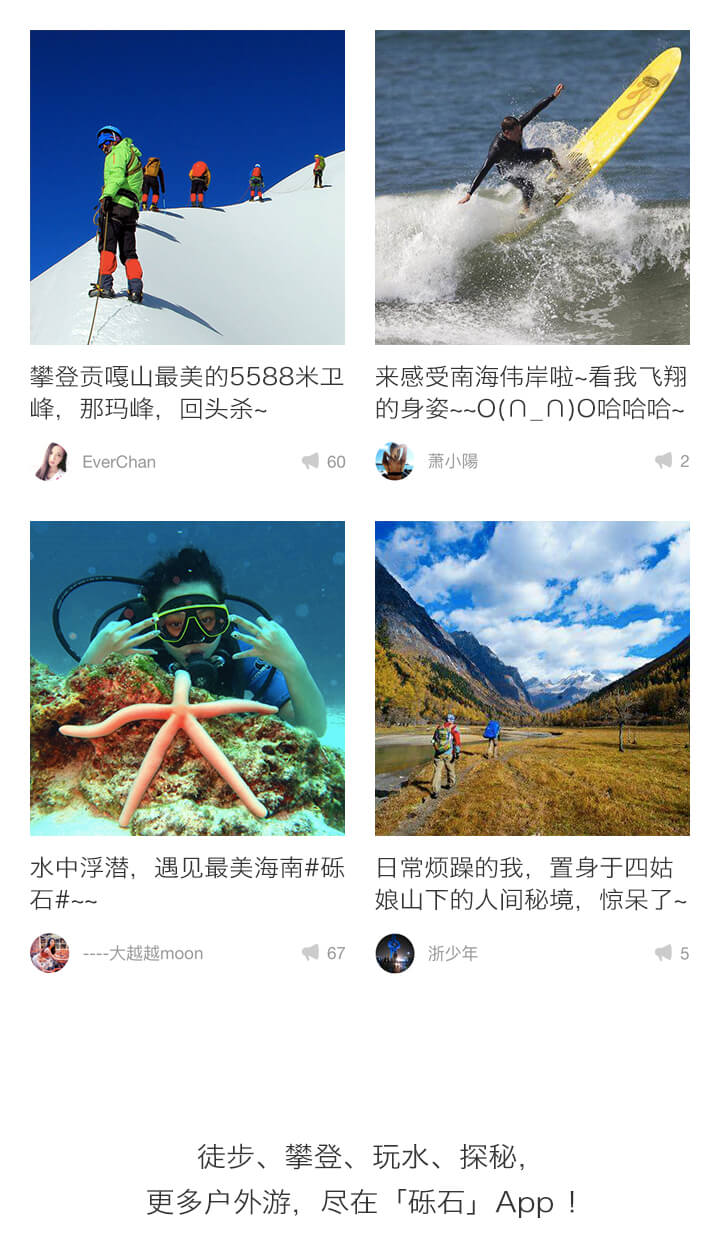 攀登贡嘎山最美的5588米卫
峰，那玛峰，回头杀~
EverChan
60
来感受南海伟岸啦~看我飞翔
的身姿~~O(∩_∩)O哈哈哈~
萧小陽
2
水中浮潜，遇见最美海南#砾
石#~~
----大越越moon
67
日常烦躁的我，置身于四姑
娘山下的人间秘境，惊呆了~
浙少年
5
徒步、攀登、玩水、探秘，
更多户外游，尽在「砾石」App！